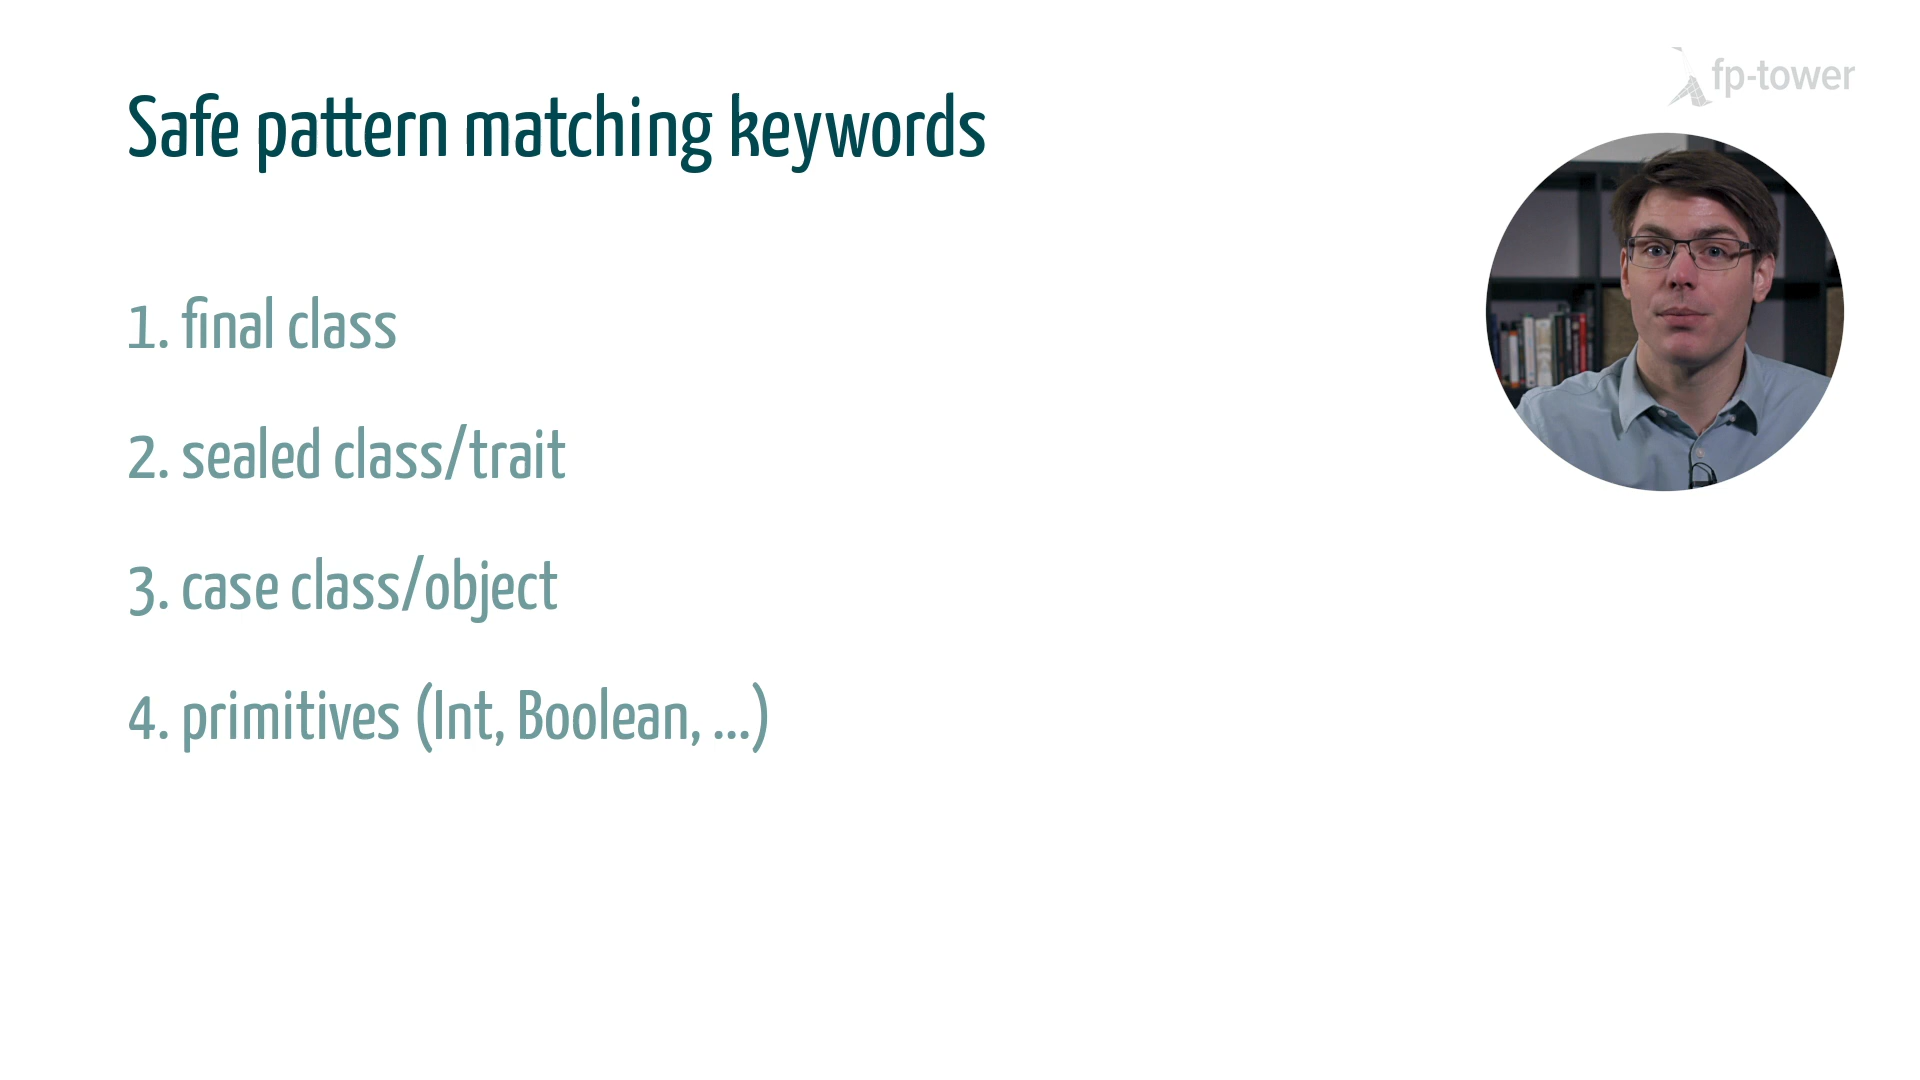 fp-tower
Safe pattern matching keywords
1. final class
2. sealed class/trait
3. case class/object
4. primitives (Int, Boolean, ...)